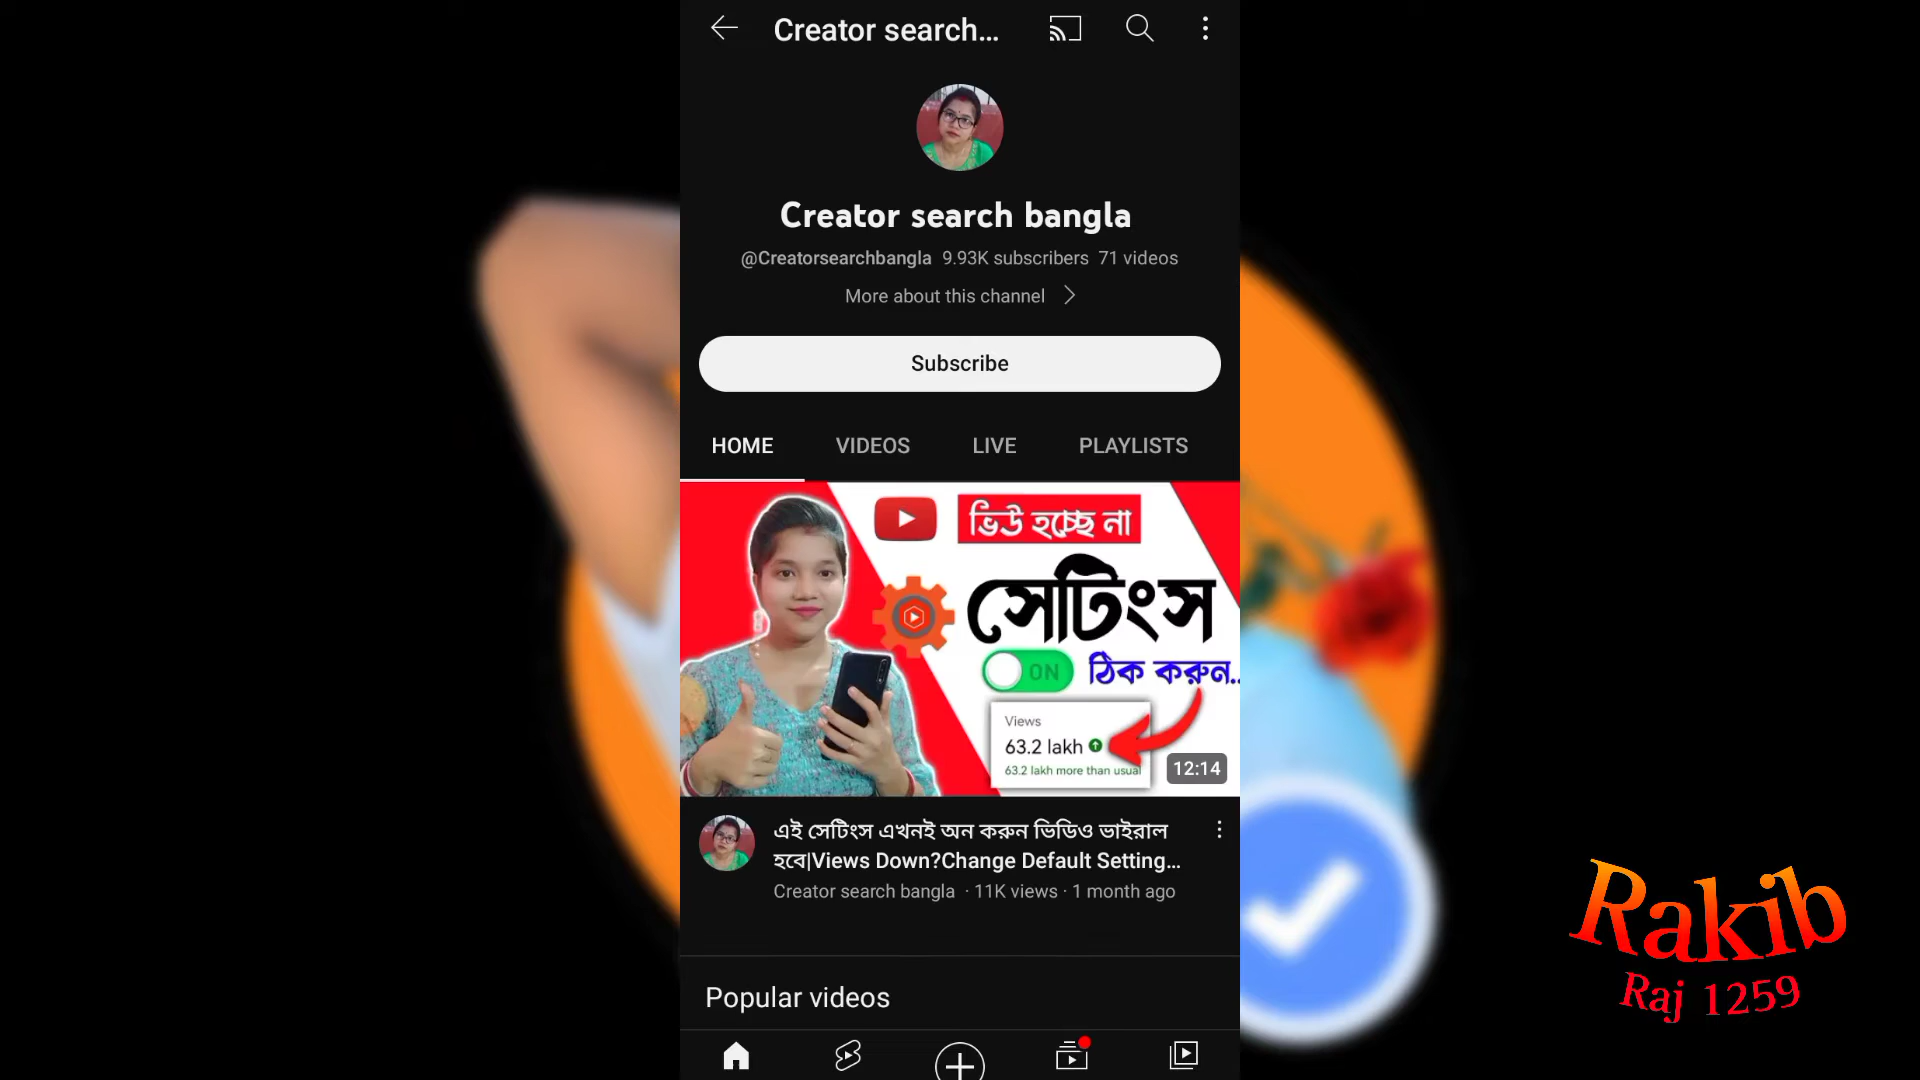 Creator search...
Creator search bangla
@Creatorsearchbangla 9.93K subscribers 71 videos
More about this channel
Subscribe
HOME VIDEOS LIVE PLAYLISTS
ভিউ হচ্ছে না
সেটিংস
ON ঠিক করুন..
Views
63.2 lakh
63.2 lakh more than usual
12:14
এই সেটিংস এখনই অন করুন ভিডিও ভাইরাল
হবে|Views Down?Change Default Setting...
Creator search bangla · 11K views · 1 month ago
Popular videos
Rakib
Raj 1259